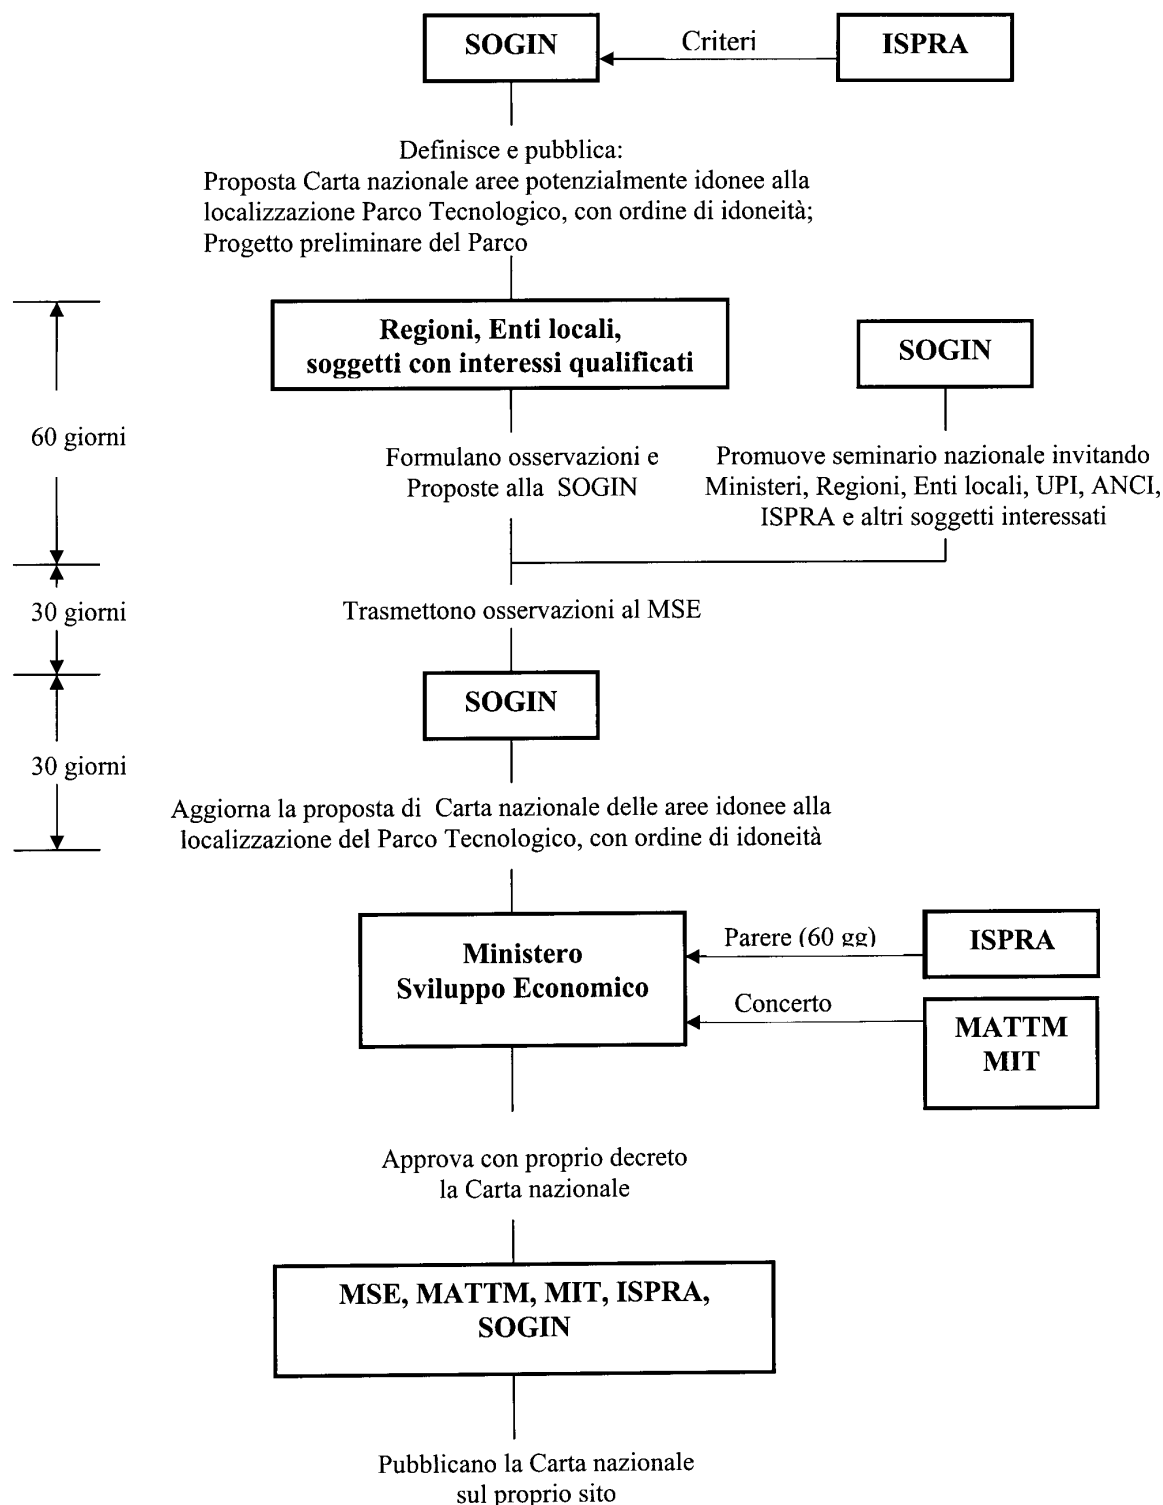 SOGIN
Criteri
ISPRA
Definisce e pubblica:
Proposta Carta nazionale aree potenzialmente idonee alla
localizzazione Parco Tecnologico, con ordine di idoneità;
Progetto preliminare del Parco
Regioni, Enti locali,
soggetti con interessi qualificati
SOGIN
60 giorni
Formulano osservazioni e
Proposte alla SOGIN
Promuove seminario nazionale invitando
Ministeri, Regioni, Enti locali, UPI, ANCI,
ISPRA e altri soggetti interessati
30 giorni
Trasmettono osservazioni al MSE
SOGIN
30 giorni
Aggiorna la proposta di Carta nazionale delle aree idonee alla
localizzazione del Parco Tecnologico, con ordine di idoneità
Ministero
Sviluppo Economico
Parere (60 gg)
ISPRA
Concerto
MATTM
MIT
Approva con proprio decreto
la Carta nazionale
MSE, MATTM, MIT, ISPRA,
SOGIN
Pubblicano la Carta nazionale
sul proprio sito